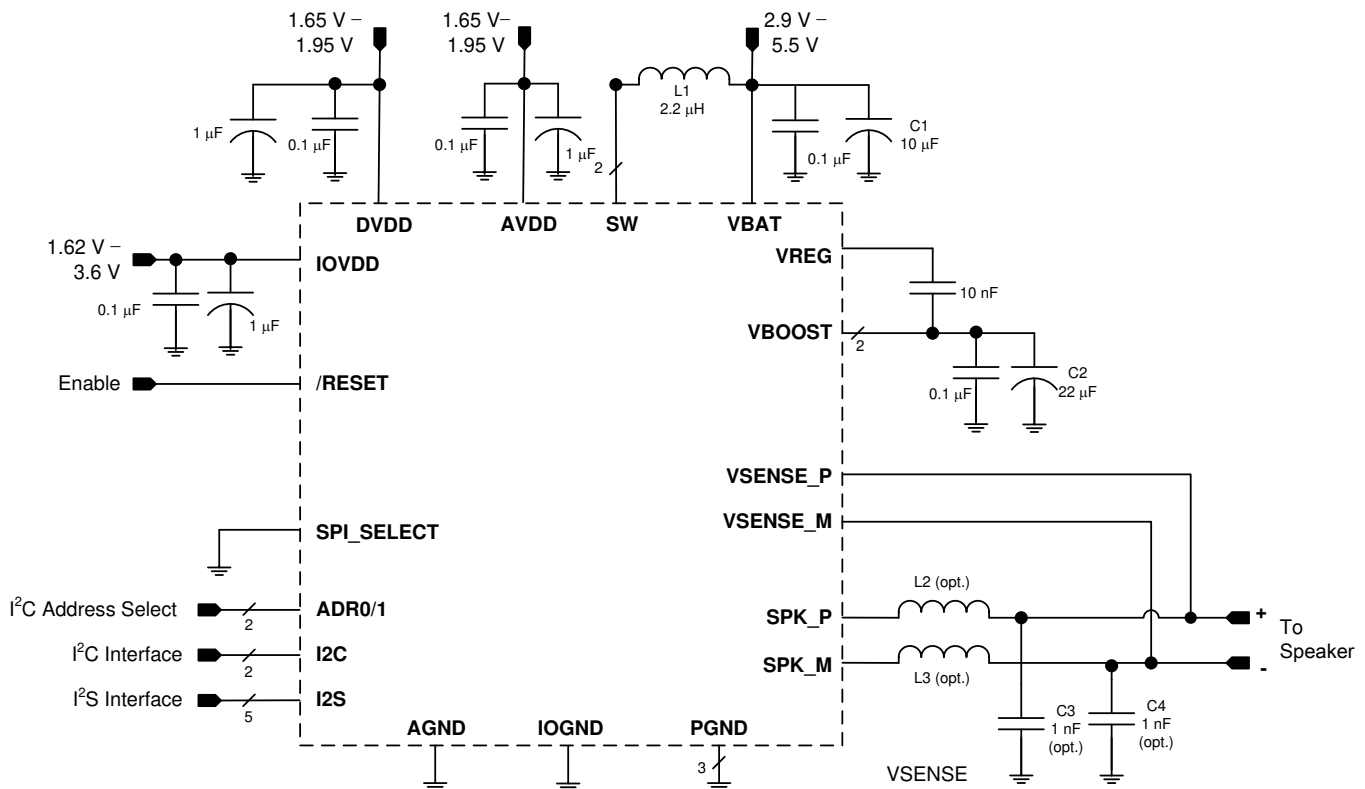 1.65 V –
1.95 V
1.65 V–
1.95 V
2.9 V –
5.5 V
L1
2.2 μH
1 μF
0.1 μF
0.1 μF
1 μF
2
0.1 μF
C1
10 μF
DVDD
AVDD
SW
VBAT
1.62 V –
3.6 V
IOVDD
VREG
0.1 μF
1 μF
10 nF
VBOOST
2
Enable
/RESET
0.1 μF
C2
22 μF
VSENSE_P
SPI_SELECT
VSENSE_M
I²C Address Select
2
ADR0/1
L2 (opt.)
SPK_P
+
To
Speaker
I²C Interface
2
I2C
SPK_M
L3 (opt.)
-
I²S Interface
5
I2S
AGND
IOGND
PGND
3
C3
1 nF
(opt.)
C4
1 nF
(opt.)
VSENSE